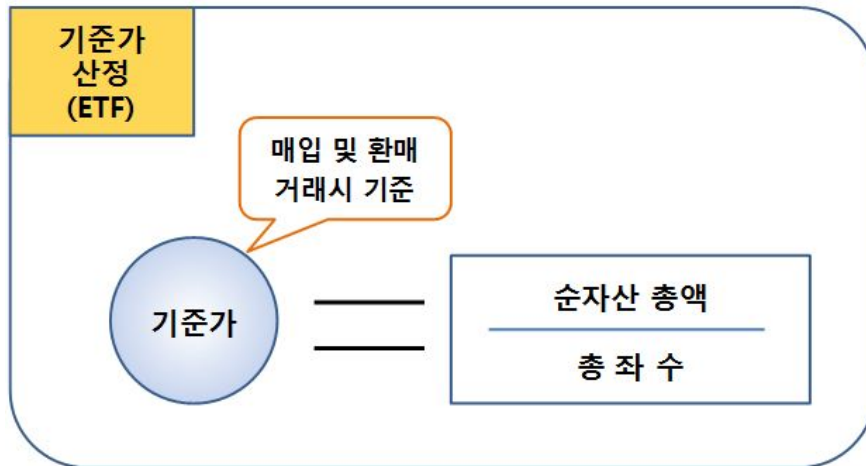 기준가
산정
(ETF)
매입 및 환매
거래시 기준
기준가
순자산 총액
총 좌 수